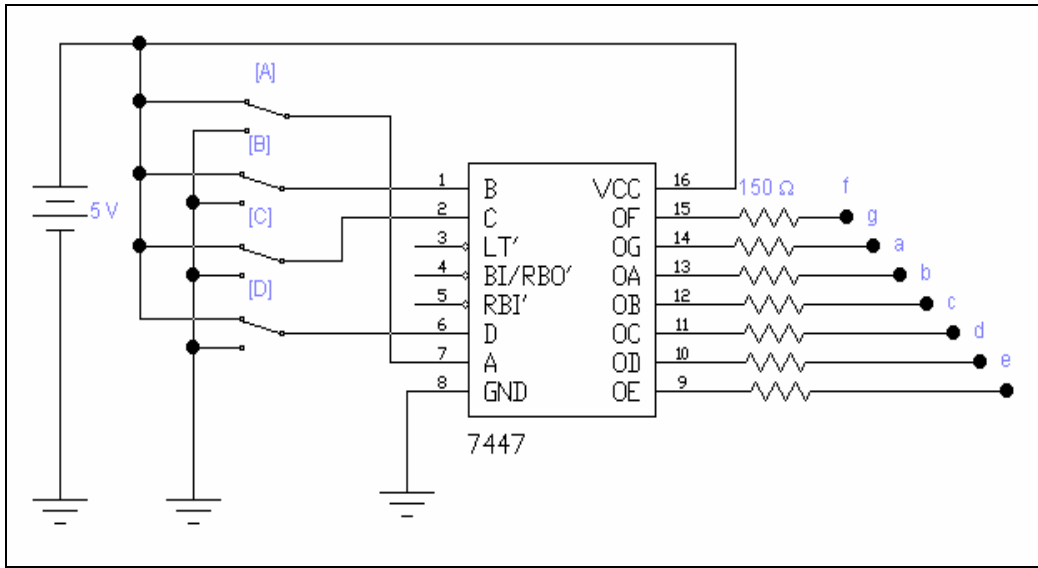 [A]
[B]
[C]
[D]
5 V
1 B
2 C
3 LT'
4 BI/RBO'
5 RBI'
6 D
7 A
8 GND
VCC 16
OF 15
OG 14
OA 13
OB 12
OC 11
OD 10
OE 9
7447
150 Ω
f
g
a
b
c
d
e